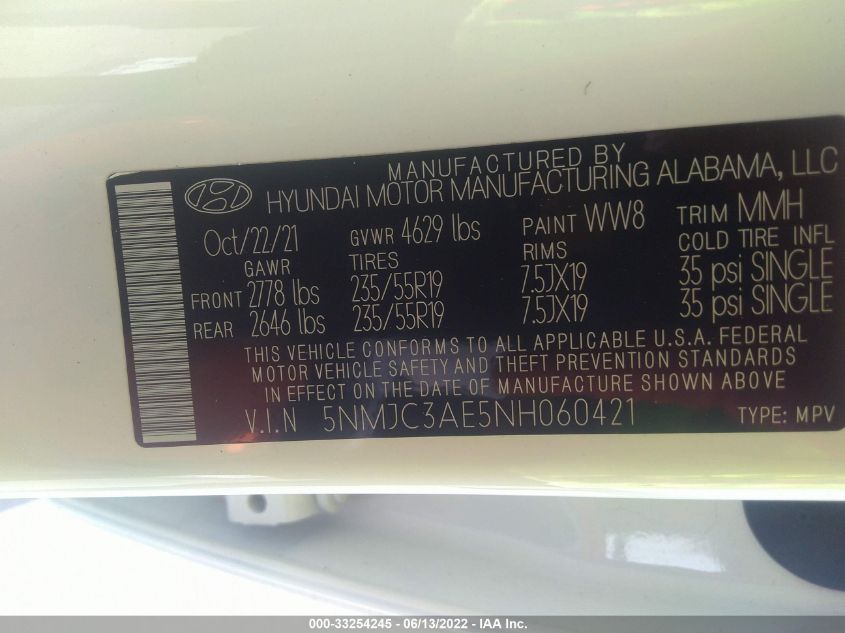 MANUFACTURED BY
HYUNDAI MOTOR MANUFACTURING ALABAMA, LLC
Oct/22/21 GVWR 4629 lbs PAINT WW8 TRIM MMH
GAWR TIRES RIMS COLD TIRE INFL
FRONT 2778 lbs 235/55R19 7.5JX19 35 psi SINGLE
REAR 2646 lbs 235/55R19 7.5JX19 35 psi SINGLE
THIS VEHICLE CONFORMS TO ALL APPLICABLE U.S.A. FEDERAL
MOTOR VEHICLE SAFETY AND THEFT PREVENTION STANDARDS
IN EFFECT ON THE DATE OF MANUFACTURE SHOWN ABOVE.
V.I.N 5NMJC3AE5NH060421 TYPE: MPV
000-33254245 - 06/13/2022 - IAA Inc.